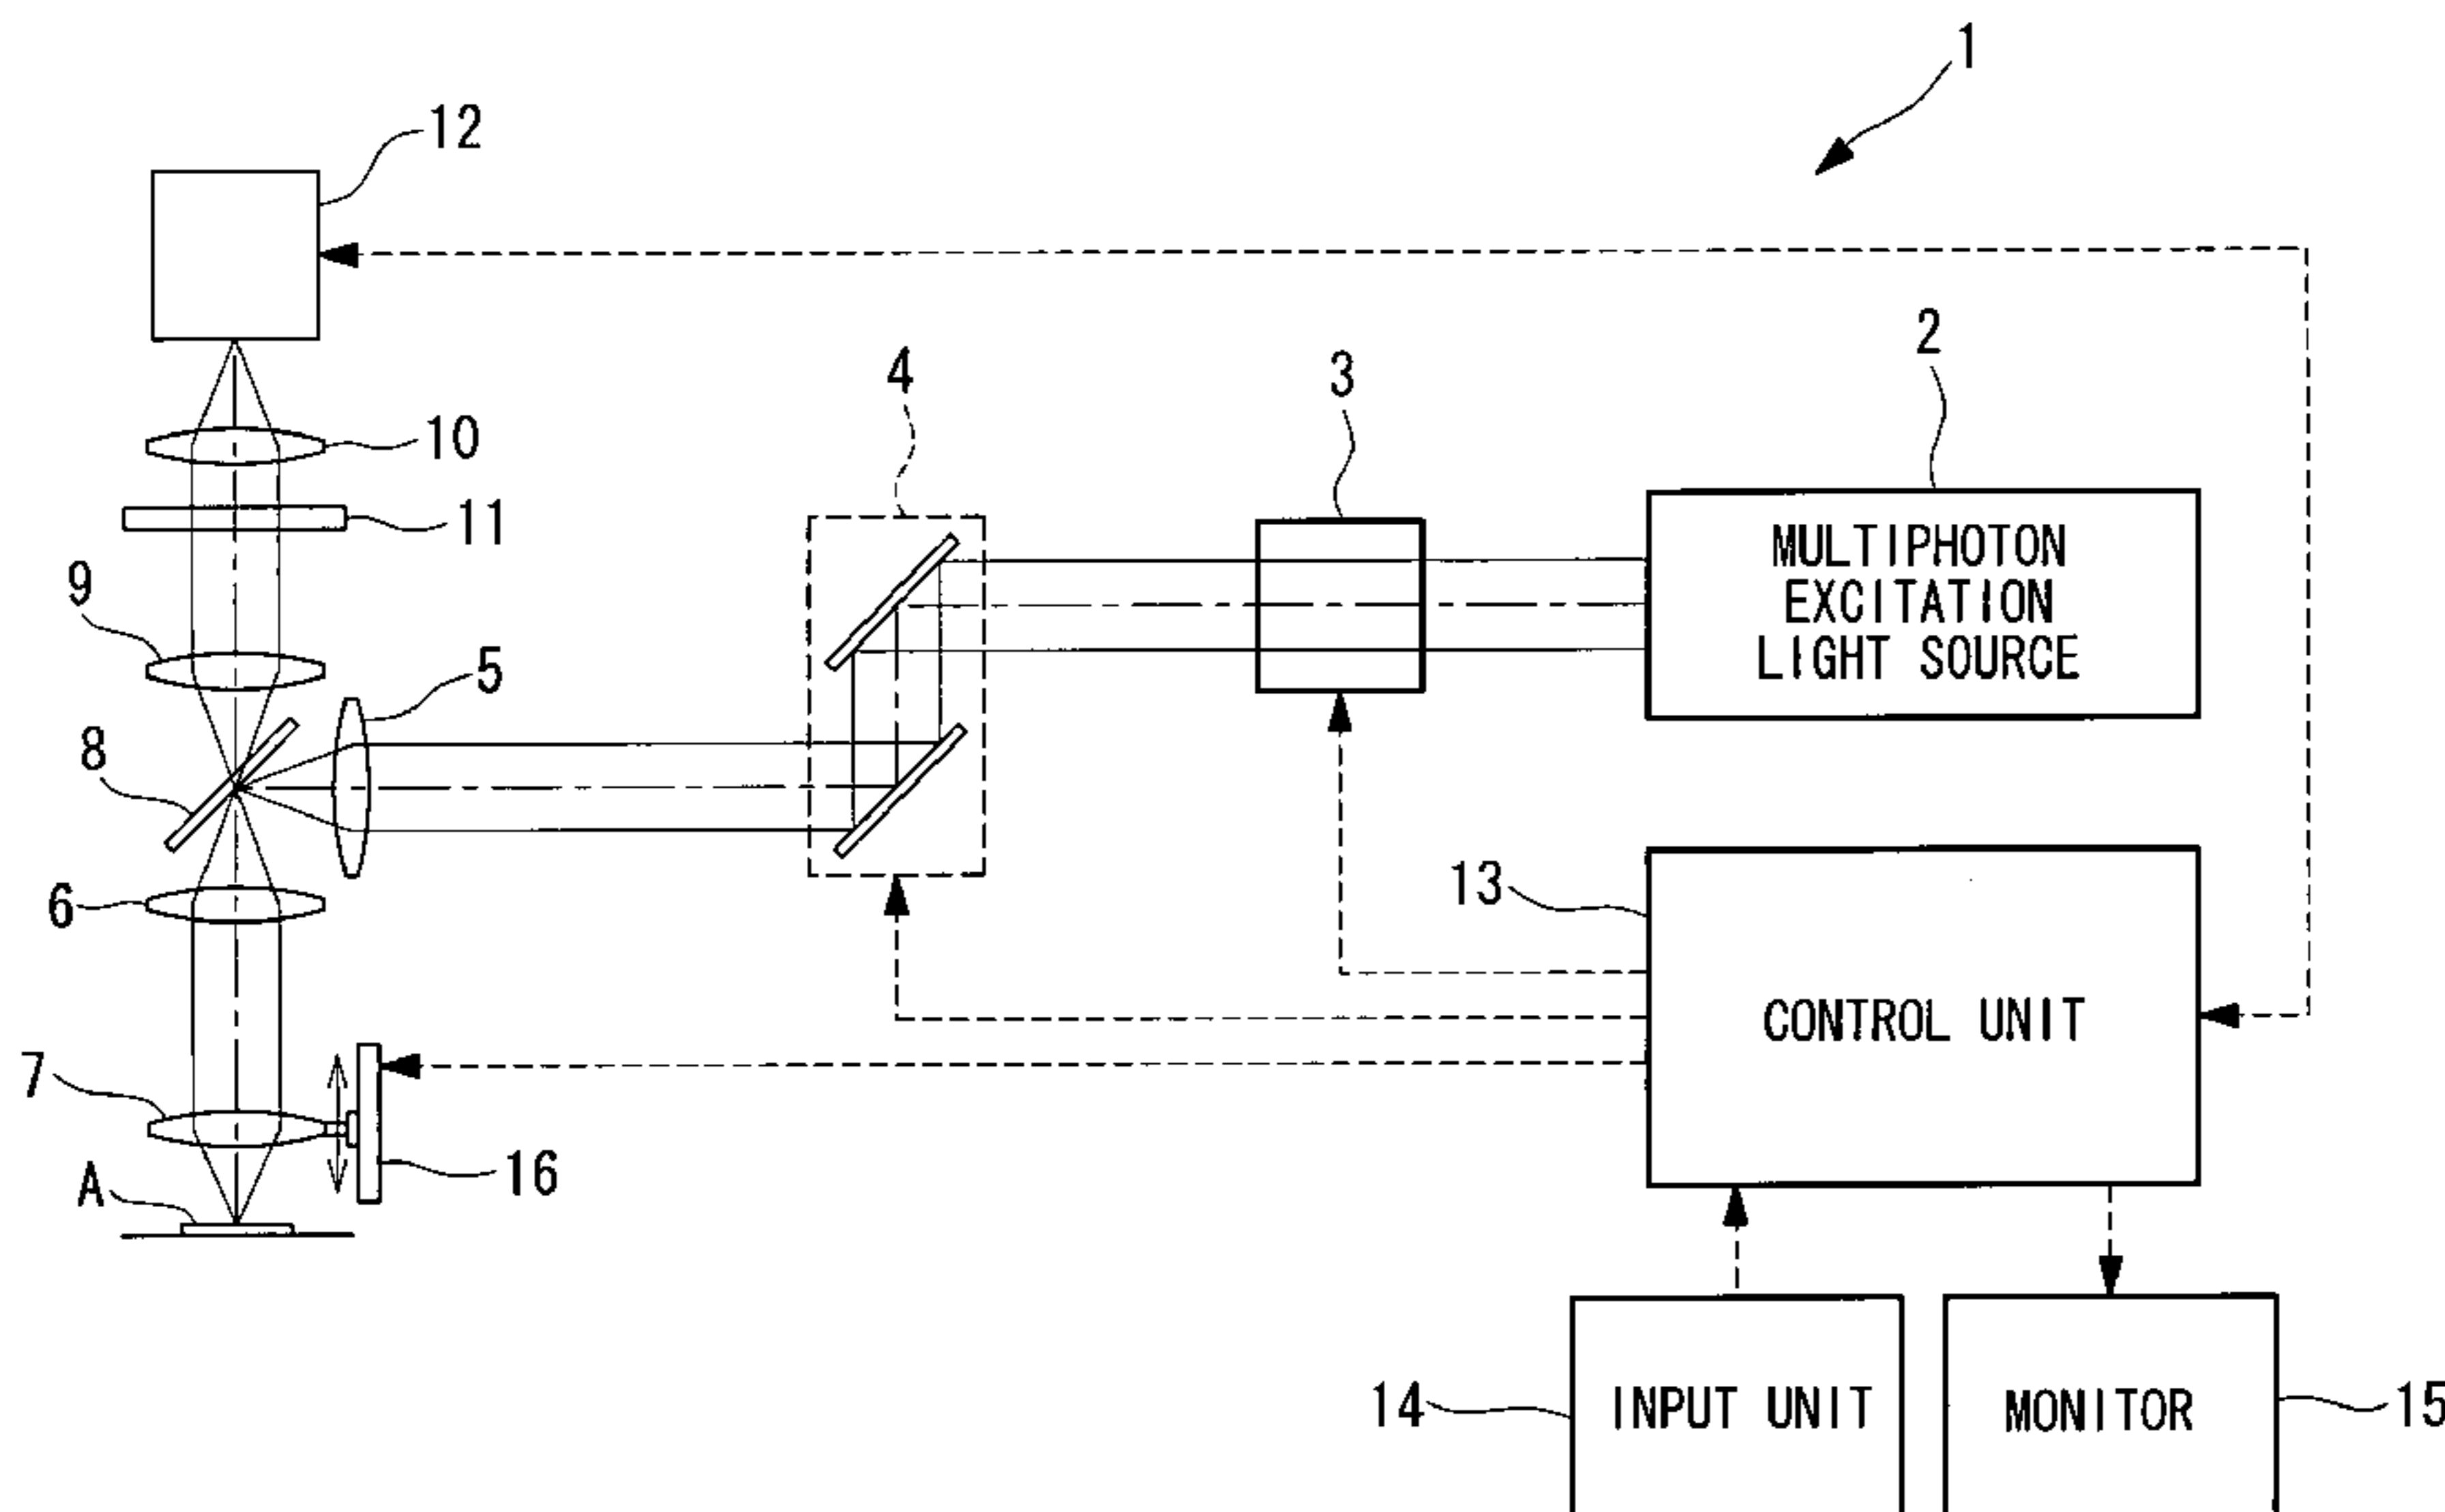 1
12
2
4
3
10
MULTIPHOTON
EXCITATION
LIGHT SOURCE
11
9
5
8
13
6
CONTROL UNIT
7
16
A
14
INPUT UNIT
MONITOR
15